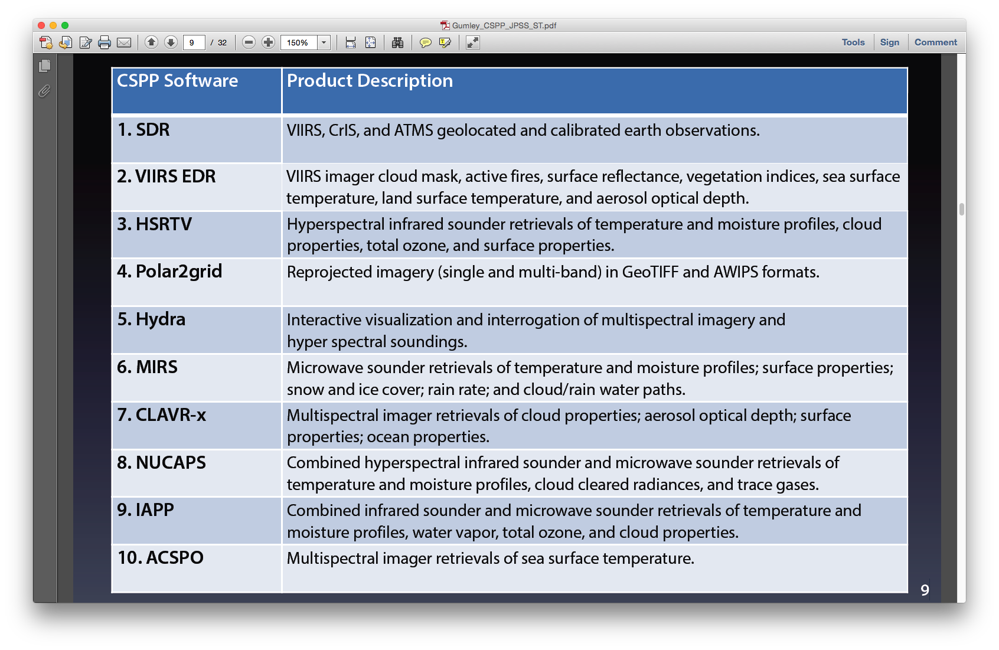 Gumley_CSPP_JPSS_ST.pdf
9 / 32 150% Tools Sign Comment
CSPP Software Product Description
1. SDR VIIRS, CrIS, and ATMS geolocated and calibrated earth observations.
2. VIIRS EDR VIIRS imager cloud mask, active fires, surface reflectance, vegetation indices, sea surface
temperature, land surface temperature, and aerosol optical depth.
3. HSRTV Hyperspectral infrared sounder retrievals of temperature and moisture profiles, cloud
properties, total ozone, and surface properties.
4. Polar2grid Reprojected imagery (single and multi-band) in GeoTIFF and AWIPS formats.
5. Hydra Interactive visualization and interrogation of multispectral imagery and
hyper spectral soundings.
6. MIRS Microwave sounder retrievals of temperature and moisture profiles; surface properties;
snow and ice cover; rain rate; and cloud/rain water paths.
7. CLAVR-x Multispectral imager retrievals of cloud properties; aerosol optical depth; surface
properties; ocean properties.
8. NUCAPS Combined hyperspectral infrared sounder and microwave sounder retrievals of
temperature and moisture profiles, cloud cleared radiances, and trace gases.
9. IAPP Combined infrared sounder and microwave sounder retrievals of temperature and
moisture profiles, water vapor, total ozone, and cloud properties.
10. ACSPO Multispectral imager retrievals of sea surface temperature.
9